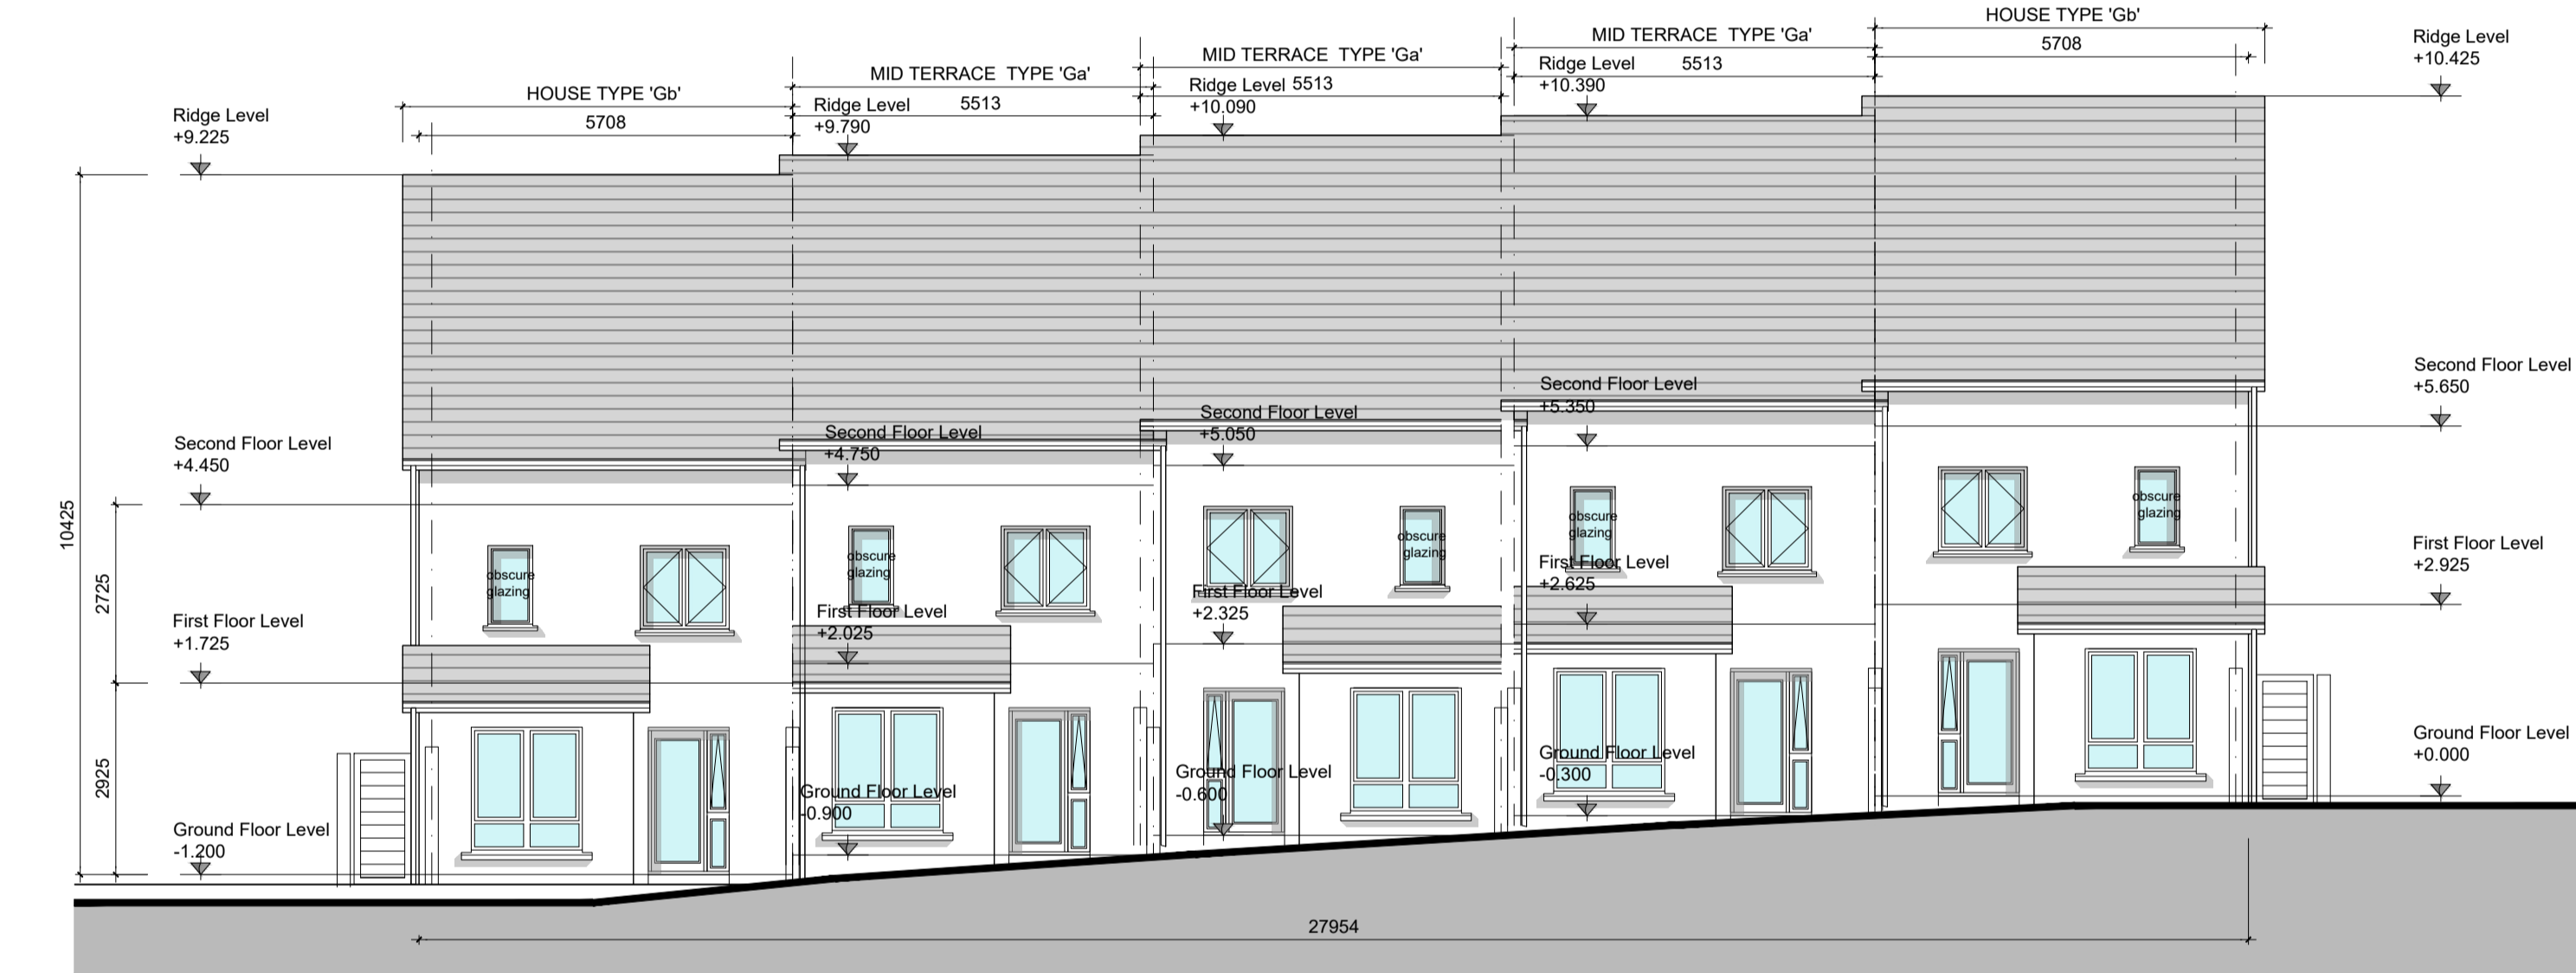 HOUSE TYPE 'Gb'
5708
Ridge Level
+9.225
MID TERRACE TYPE 'Ga'
5513
Ridge Level
+9.790
MID TERRACE TYPE 'Ga'
Ridge Level 5513
+10.090
MID TERRACE TYPE 'Ga'
Ridge Level 5513
+10.390
HOUSE TYPE 'Gb'
5708
Ridge Level
+10.425
Second Floor Level
+4.450
Second Floor Level
+4.750
Second Floor Level
+5.050
Second Floor Level
+5.350
Second Floor Level
+5.650
10425
2725
2925
obscure
glazing
obscure
glazing
obscure
glazing
obscure
glazing
obscure
glazing
First Floor Level
+1.725
First Floor Level
+2.025
First Floor Level
+2.325
First Floor Level
+2.625
First Floor Level
+2.925
Ground Floor Level
-1.200
Ground Floor Level
-0.900
Ground Floor Level
-0.600
Ground Floor Level
-0.300
Ground Floor Level
+0.000
27954